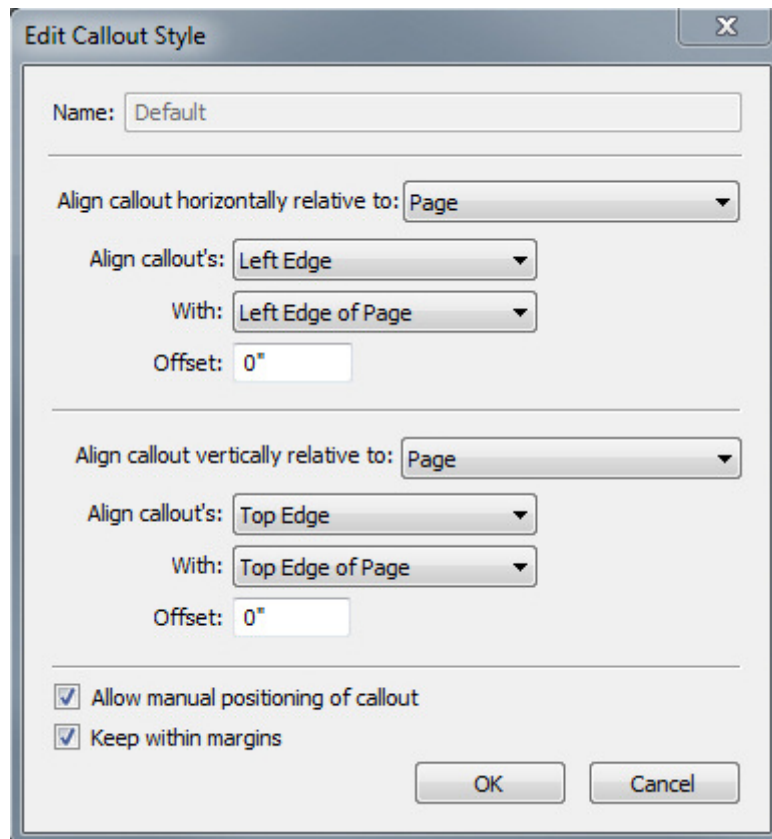 Edit Callout Style
Name: Default
Align callout horizontally relative to: Page
Align callout's: Left Edge
With: Left Edge of Page
Offset: 0"
Align callout vertically relative to: Page
Align callout's: Top Edge
With: Top Edge of Page
Offset: 0"
Allow manual positioning of callout
Keep within margins
OK Cancel